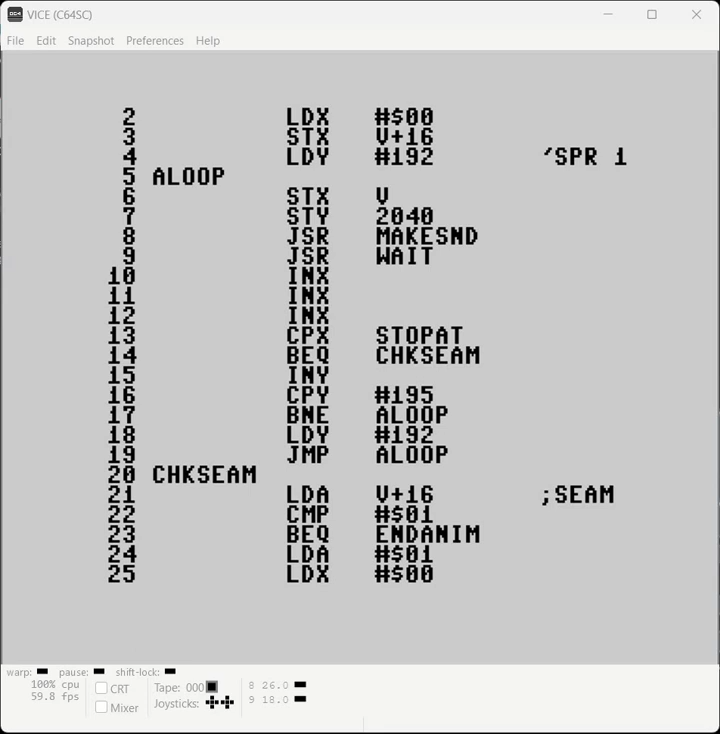 VICE (C64SC)
File Edit Snapshot Preferences Help
2 LDX #$00
3 STX V+16
4 LDY #192 'SPR 1
5 ALOOP
6 STX V
7 STY 2040
8 JSR MAKESND
9 JSR WAIT
10 INX
11 INX
12 INX
13 CPX STOPAT
14 BEQ CHKSEAM
15 INY
16 CPY #195
17 BNE ALOOP
18 LDY #192
19 JMP ALOOP
20 CHKSEAM
21 LDA V+16 ;SEAM
22 CMP #$01
23 BEQ ENDANIM
24 LDA #$01
25 LDX #$00
warp: pause: shift-lock:
100% cpu CRT Tape: 000 8 26.0
59.8 fps Mixer Joysticks: 9 18.0